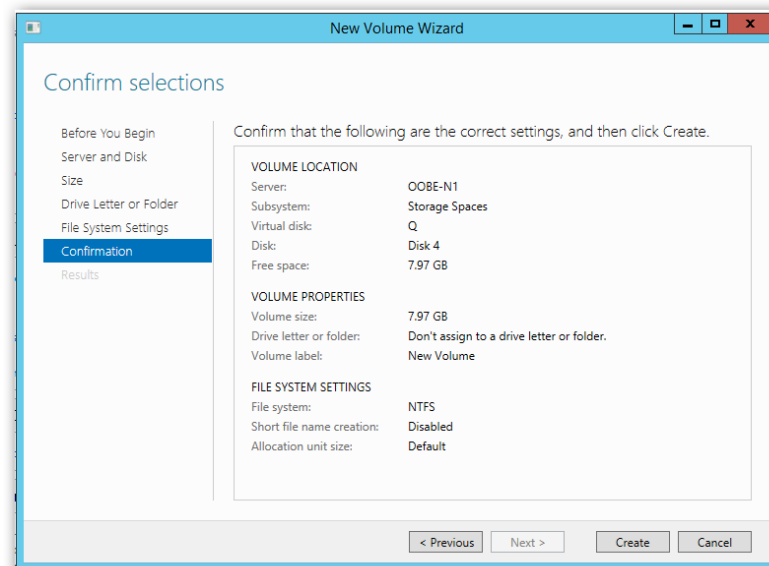 New Volume Wizard
Confirm selections
Before You Begin
Server and Disk
Size
Drive Letter or Folder
File System Settings
Confirmation
Results
Confirm that the following are the correct settings, and then click Create.
VOLUME LOCATION
Server: OOBE-N1
Subsystem: Storage Spaces
Virtual disk: Q
Disk: Disk 4
Free space: 7.97 GB
VOLUME PROPERTIES
Volume size: 7.97 GB
Drive letter or folder: Don't assign to a drive letter or folder.
Volume label: New Volume
FILE SYSTEM SETTINGS
File system: NTFS
Short file name creation: Disabled
Allocation unit size: Default
< Previous Next > Create Cancel